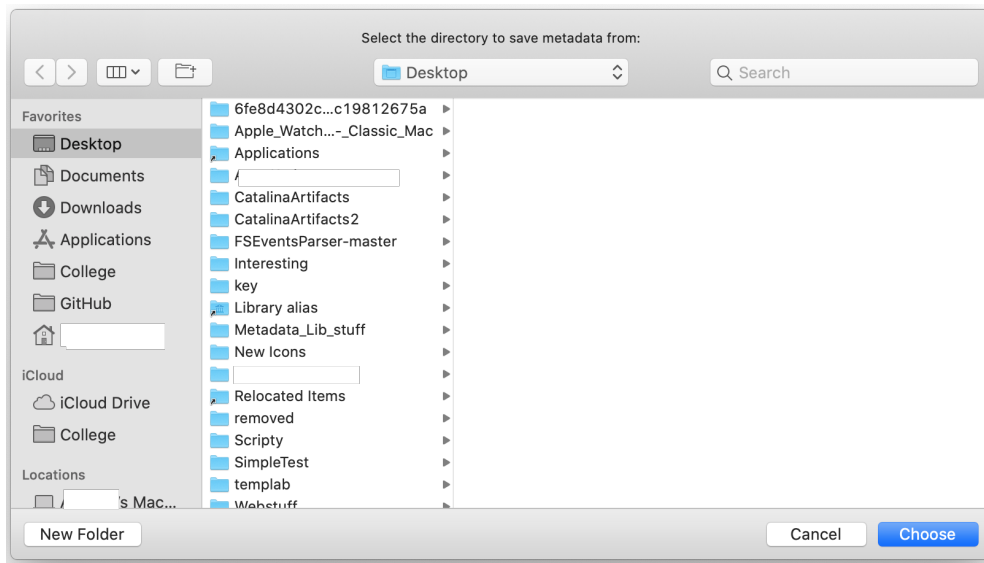 Select the directory to save metadata from:
Desktop
Search
Favorites
Desktop
Documents
Downloads
Applications
College
GitHub
iCloud
iCloud Drive
College
Locations
's Mac...
6fe8d4302c...c19812675a
Apple_Watch...-_Classic_Mac
Applications
CatalinaArtifacts
CatalinaArtifacts2
FSEventsParser-master
Interesting
key
Library alias
Metadata_Lib_stuff
New Icons
Relocated Items
removed
Scripty
SimpleTest
templab
Webstuff
New Folder
Cancel
Choose